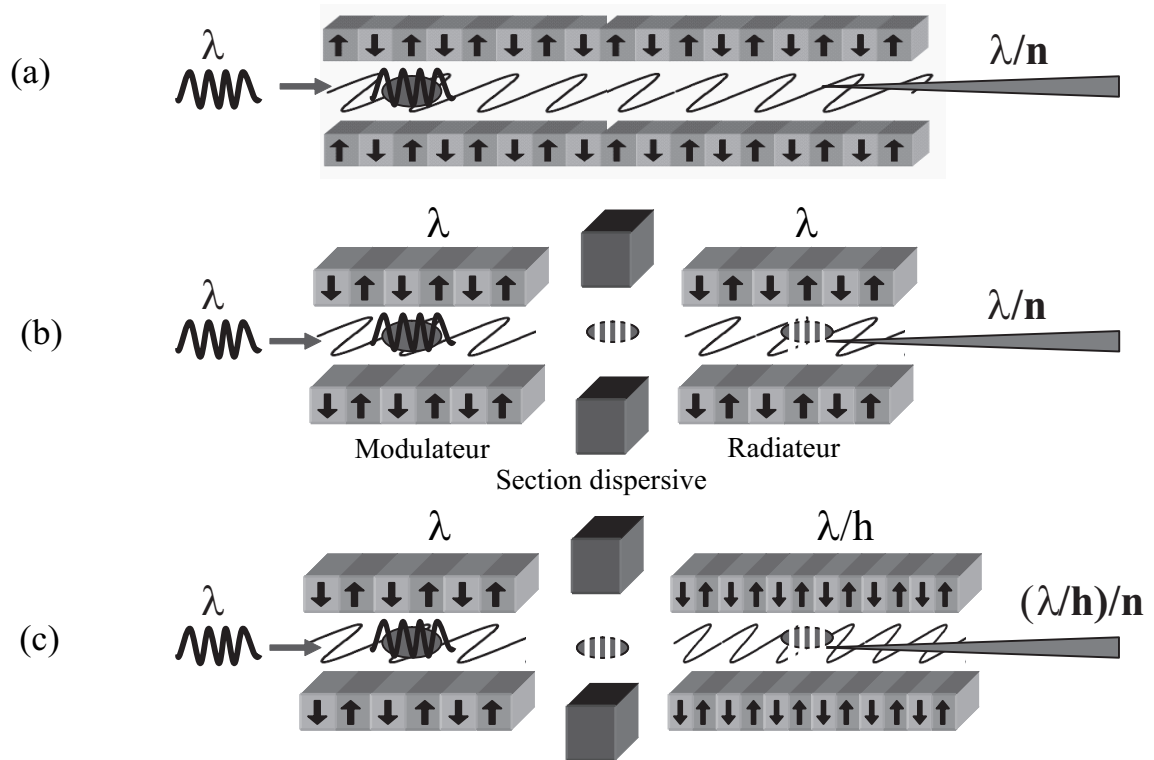 (a)
λ
λ/n
(b)
λ
λ
λ
λ/n
Modulateur
Radiateur
Section dispersive
(c)
λ
λ
λ/h
(λ/h)/n